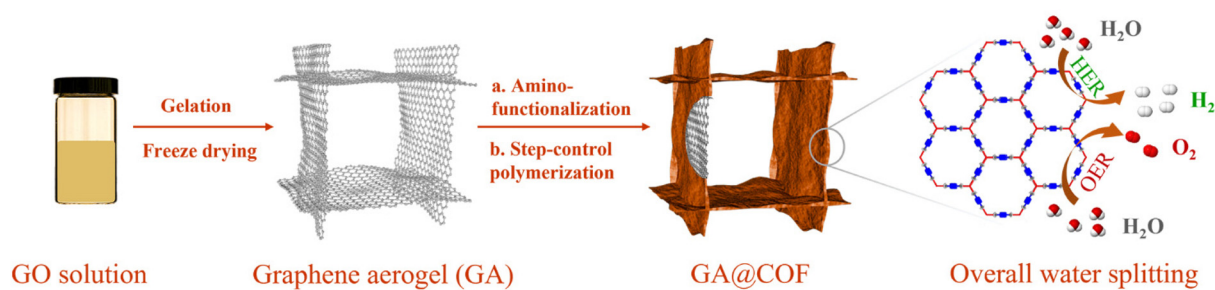 Gelation
Freeze drying
a. Amino-
functionalization
b. Step-control
polymerization
H₂O
HER
H₂
O₂
OER
H₂O
GO solution
Graphene aerogel (GA)
GA@COF
Overall water splitting